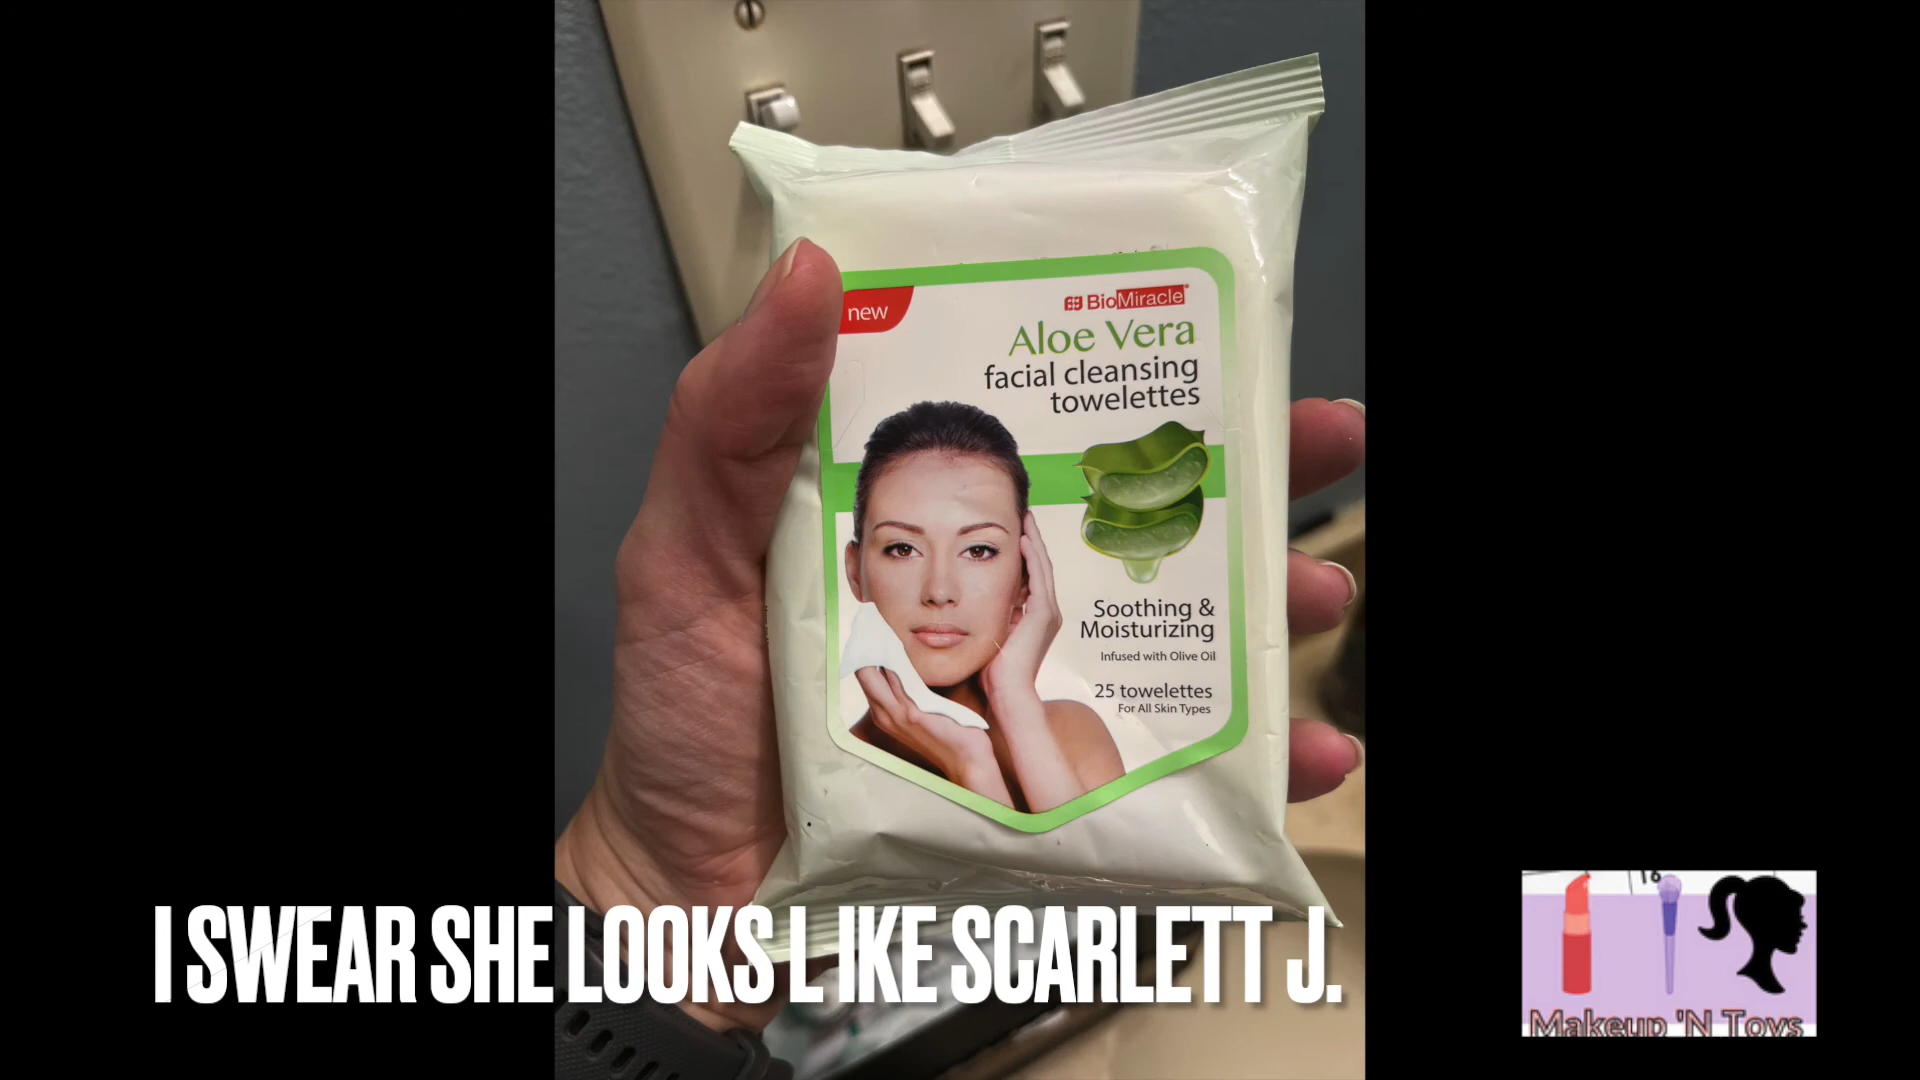 new
BioMiracle
Aloe Vera
facial cleansing
towelettes
Soothing &
Moisturizing
Infused with Olive Oil
25 towelettes
For All Skin Types
I SWEAR SHE LOOKS LIKE SCARLETT J.
16
Makeup 'N Toys